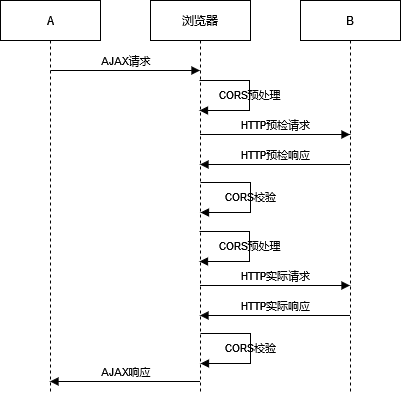 A
浏览器
B
AJAX请求
CORS预处理
HTTP预检请求
HTTP预检响应
CORS校验
CORS预处理
HTTP实际请求
HTTP实际响应
CORS校验
AJAX响应